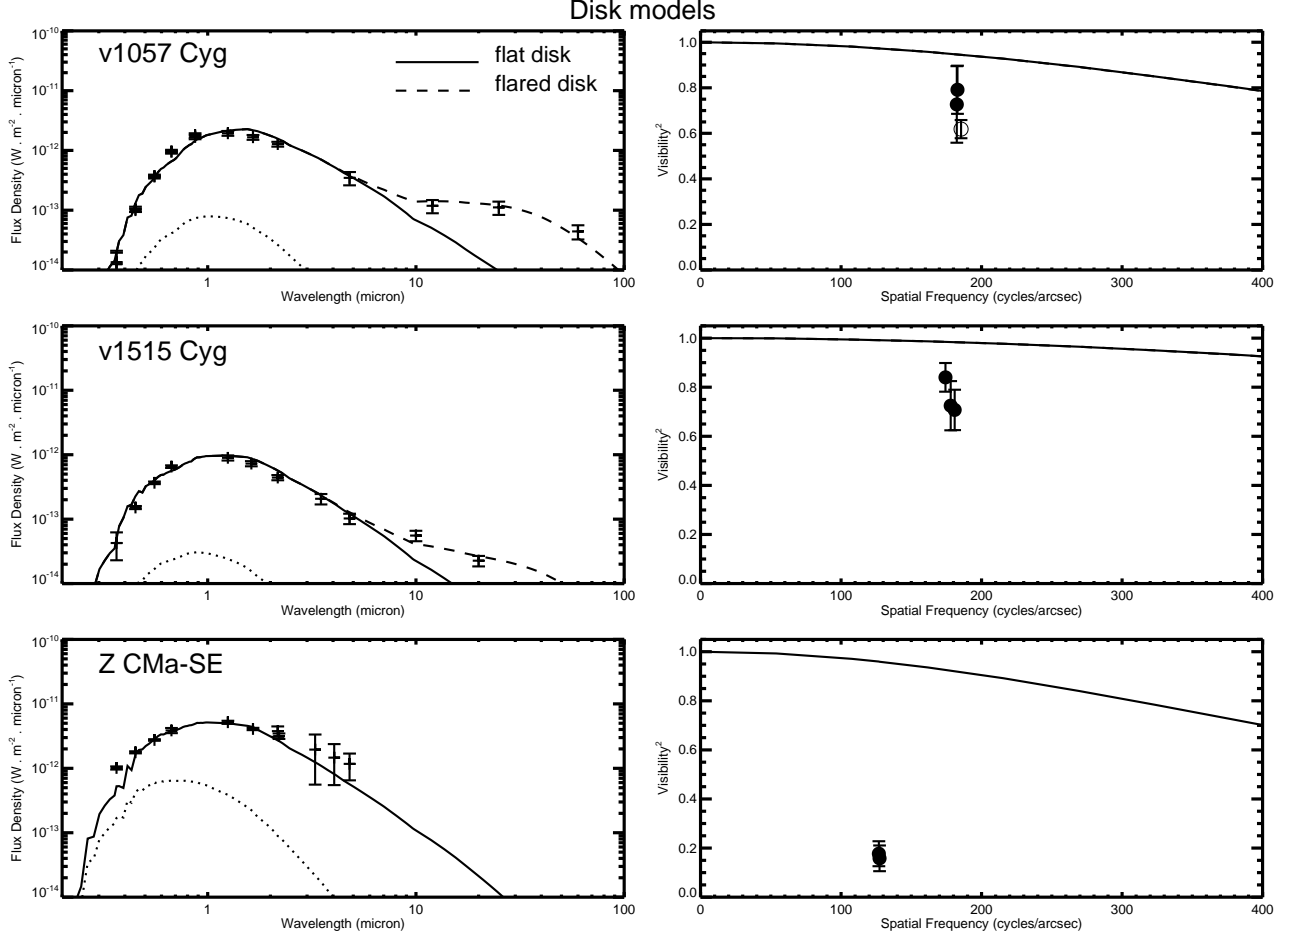 Disk models
v1057 Cyg
flat disk
flared disk
10^-10
10^-11
10^-12
10^-13
10^-14
Flux Density (W . m^-2 . micron^-1)
1 10 100
Wavelength (micron)
1.0
0.8
0.6
0.4
0.2
0.0
Visibility^2
0 100 200 300 400
Spatial Frequency (cycles/arcsec)
v1515 Cyg
10^-10
10^-11
10^-12
10^-13
10^-14
Flux Density (W . m^-2 . micron^-1)
1 10 100
Wavelength (micron)
1.0
0.8
0.6
0.4
0.2
0.0
Visibility^2
0 100 200 300 400
Spatial Frequency (cycles/arcsec)
Z CMa-SE
10^-10
10^-11
10^-12
10^-13
10^-14
Flux Density (W . m^-2 . micron^-1)
1 10 100
Wavelength (micron)
1.0
0.8
0.6
0.4
0.2
0.0
Visibility^2
0 100 200 300 400
Spatial Frequency (cycles/arcsec)